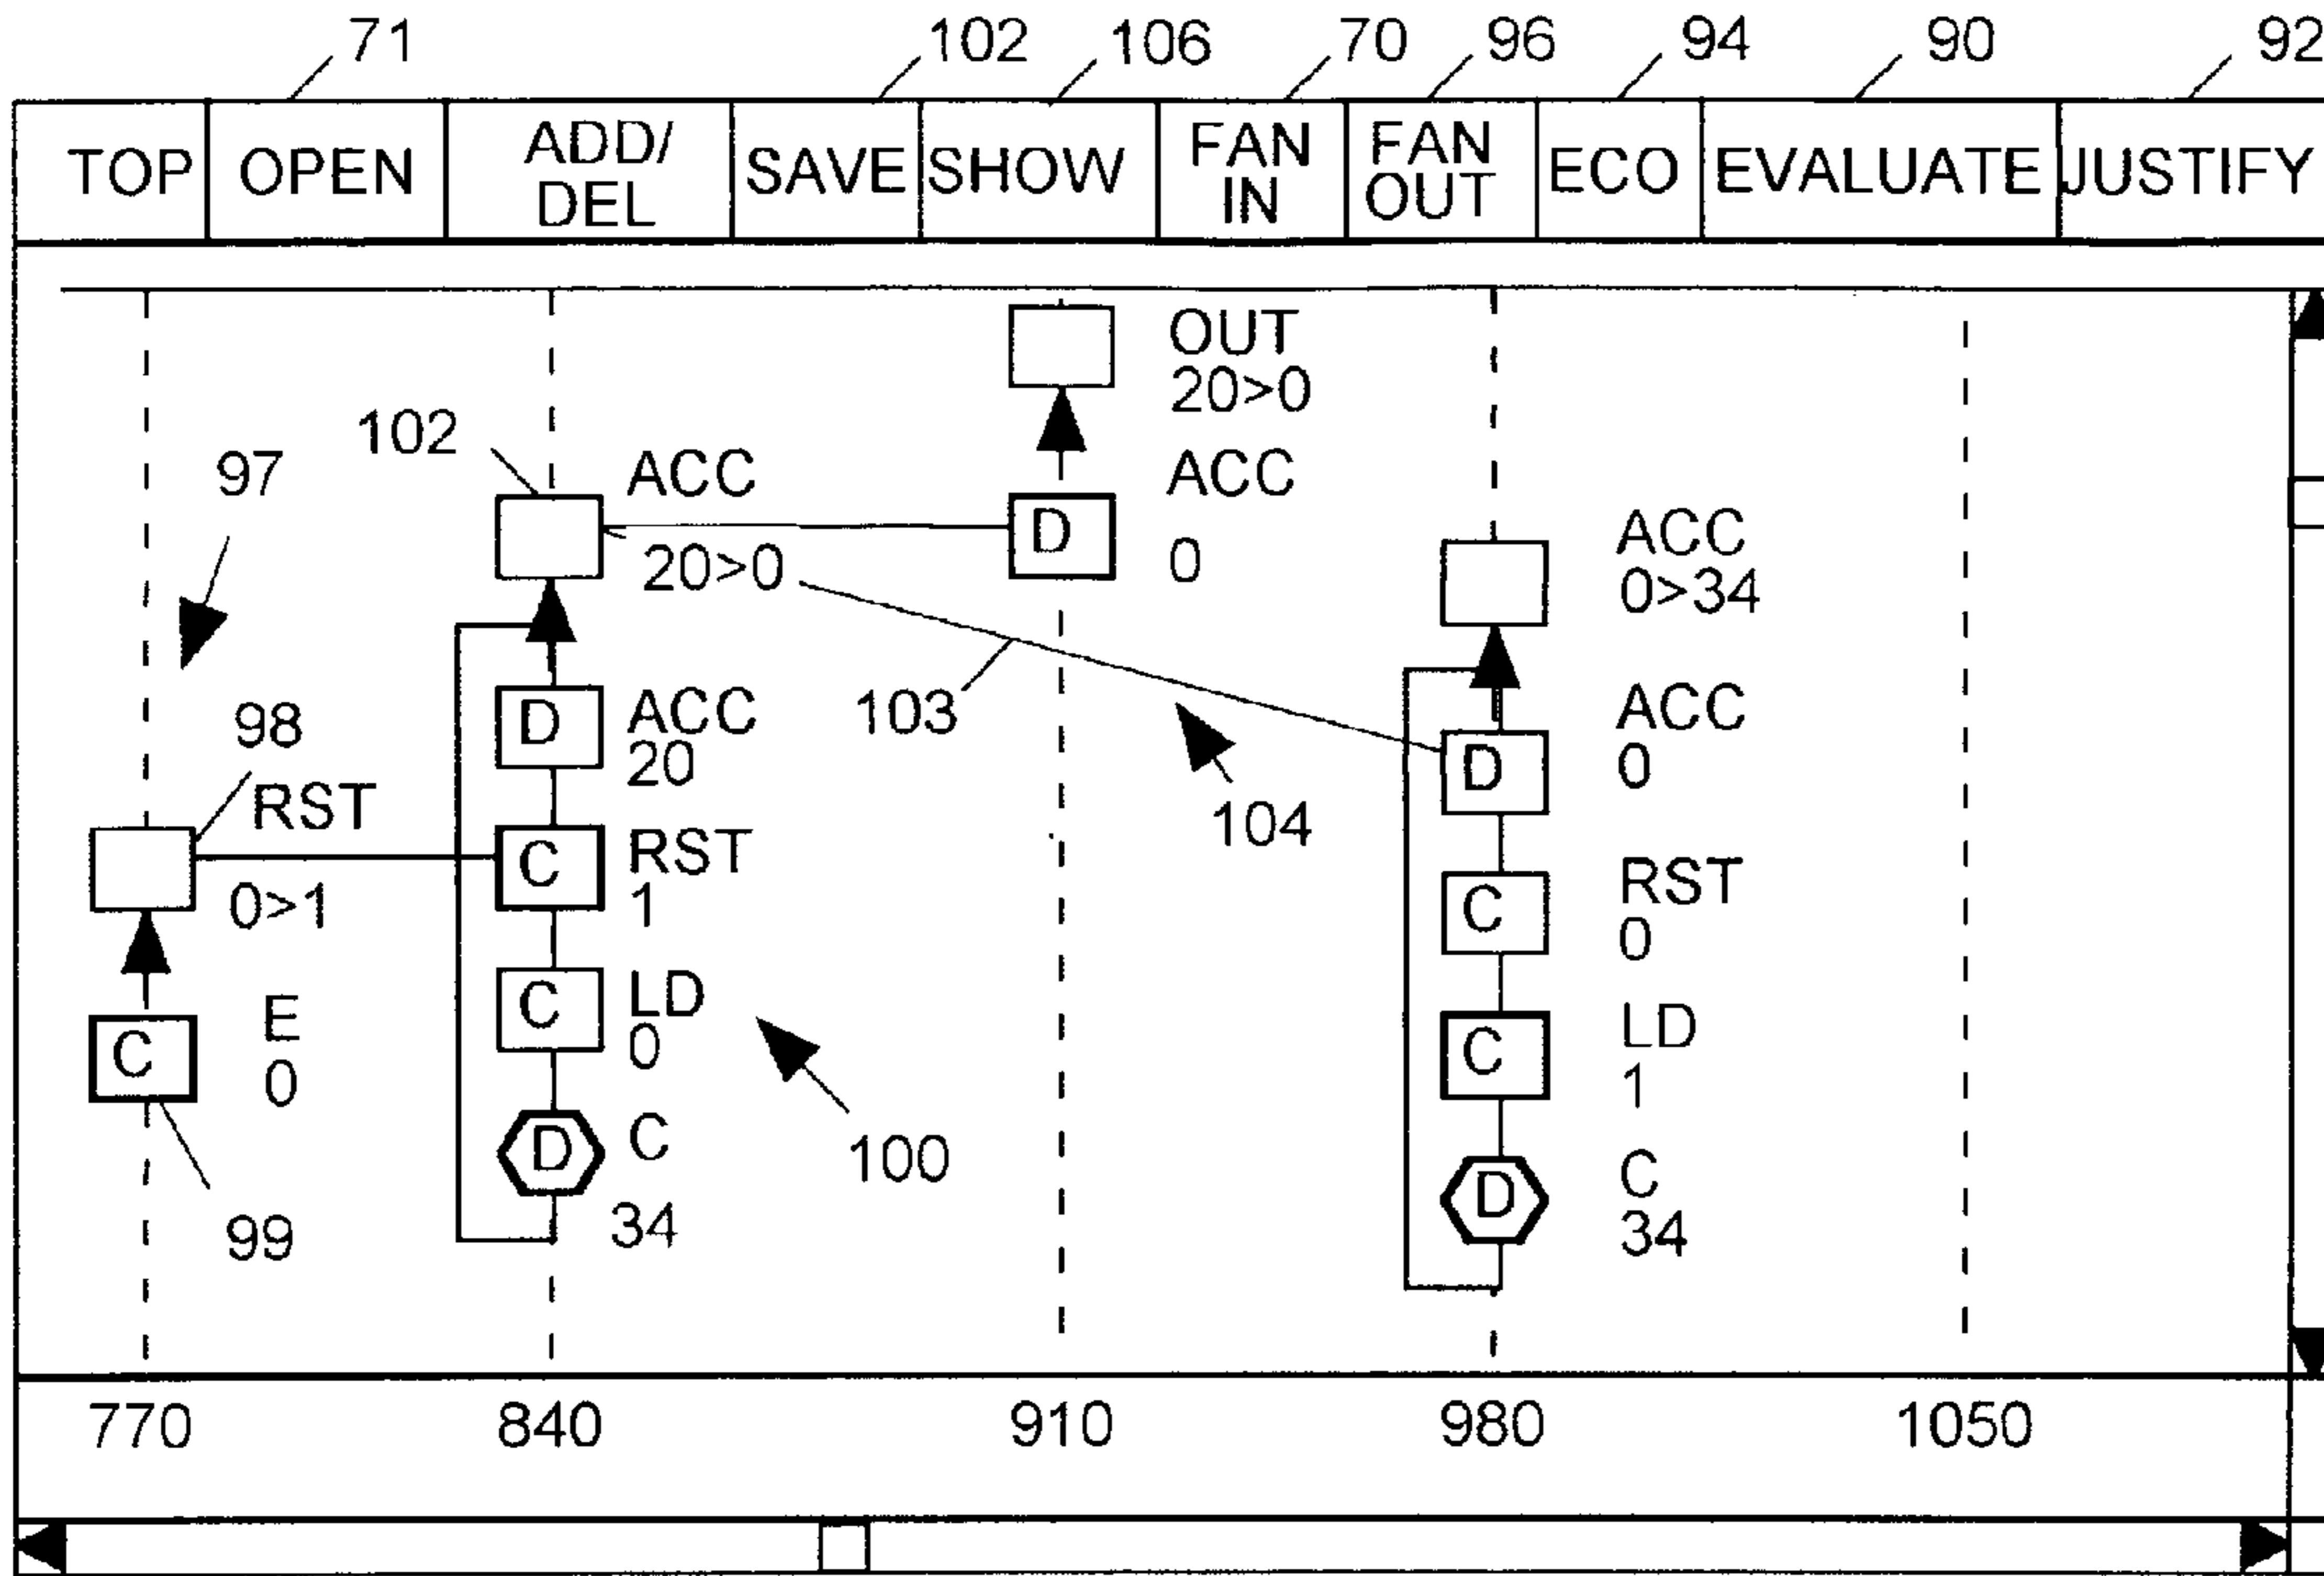 71 102 106 70 96 94 90 92
TOP OPEN ADD/ DEL SAVE SHOW FAN IN FAN OUT ECO EVALUATE JUSTIFY
OUT
20>0
102
97
ACC
20>0
ACC
0
D
ACC
0>34
98
RST
0>1
D
ACC
20
103
104
D
ACC
0
C
RST
1
C
RST
0
C
E
0
C
LD
0
100
C
LD
1
99
D
C
34
D
C
34
770 840 910 980 1050